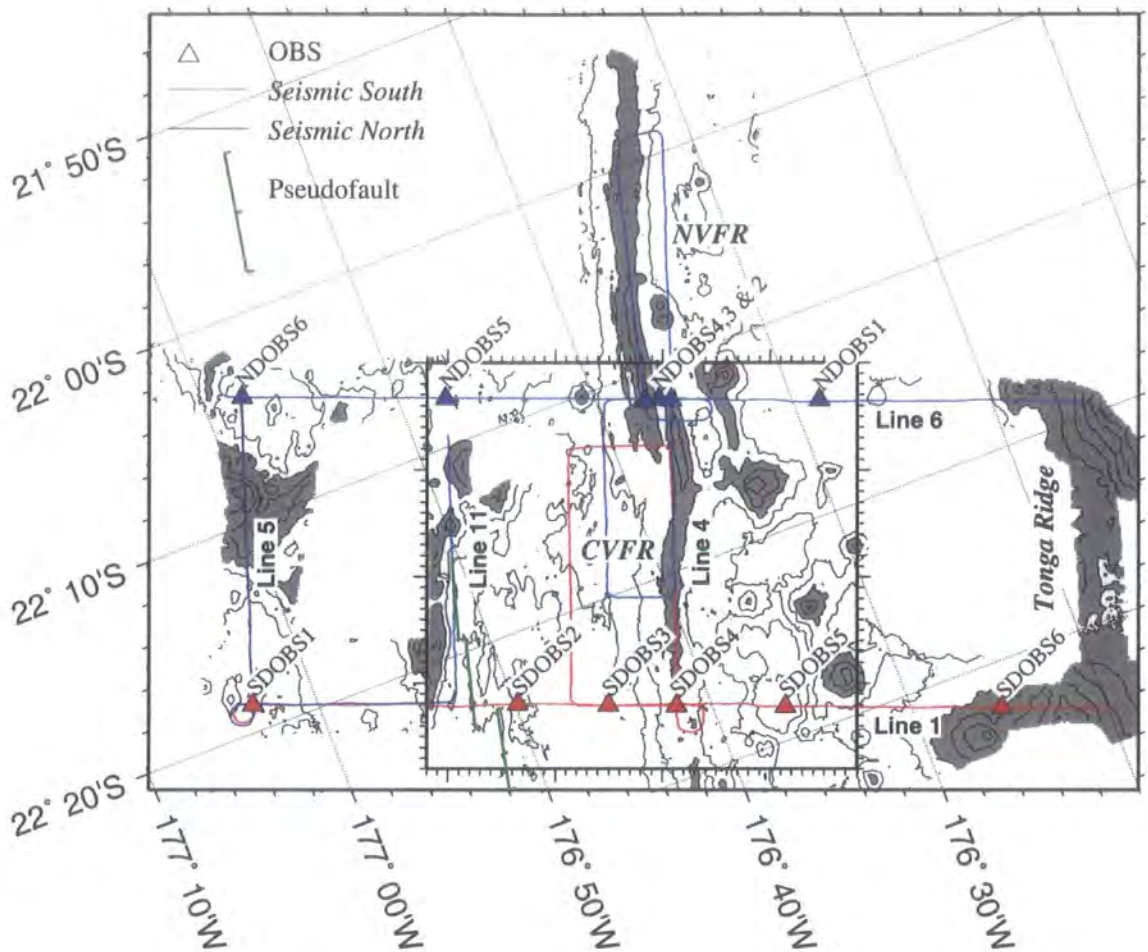 OBS
Seismic South
Seismic North
Pseudofault
21° 50'S
22° 00'S
22° 10'S
22° 20'S
NVFR
NDOBS6
NDOBS5
NDOBS4,3 & 2
NDOBS1
Line 6
Line 5
Line 11
CVFR
Line 4
Tonga Ridge
SDOBS1
SDOBS2
SDOBS3
SDOBS4
SDOBS5
SDOBS6
Line 1
177° 10'W
177° 00'W
176° 50'W
176° 40'W
176° 30'W